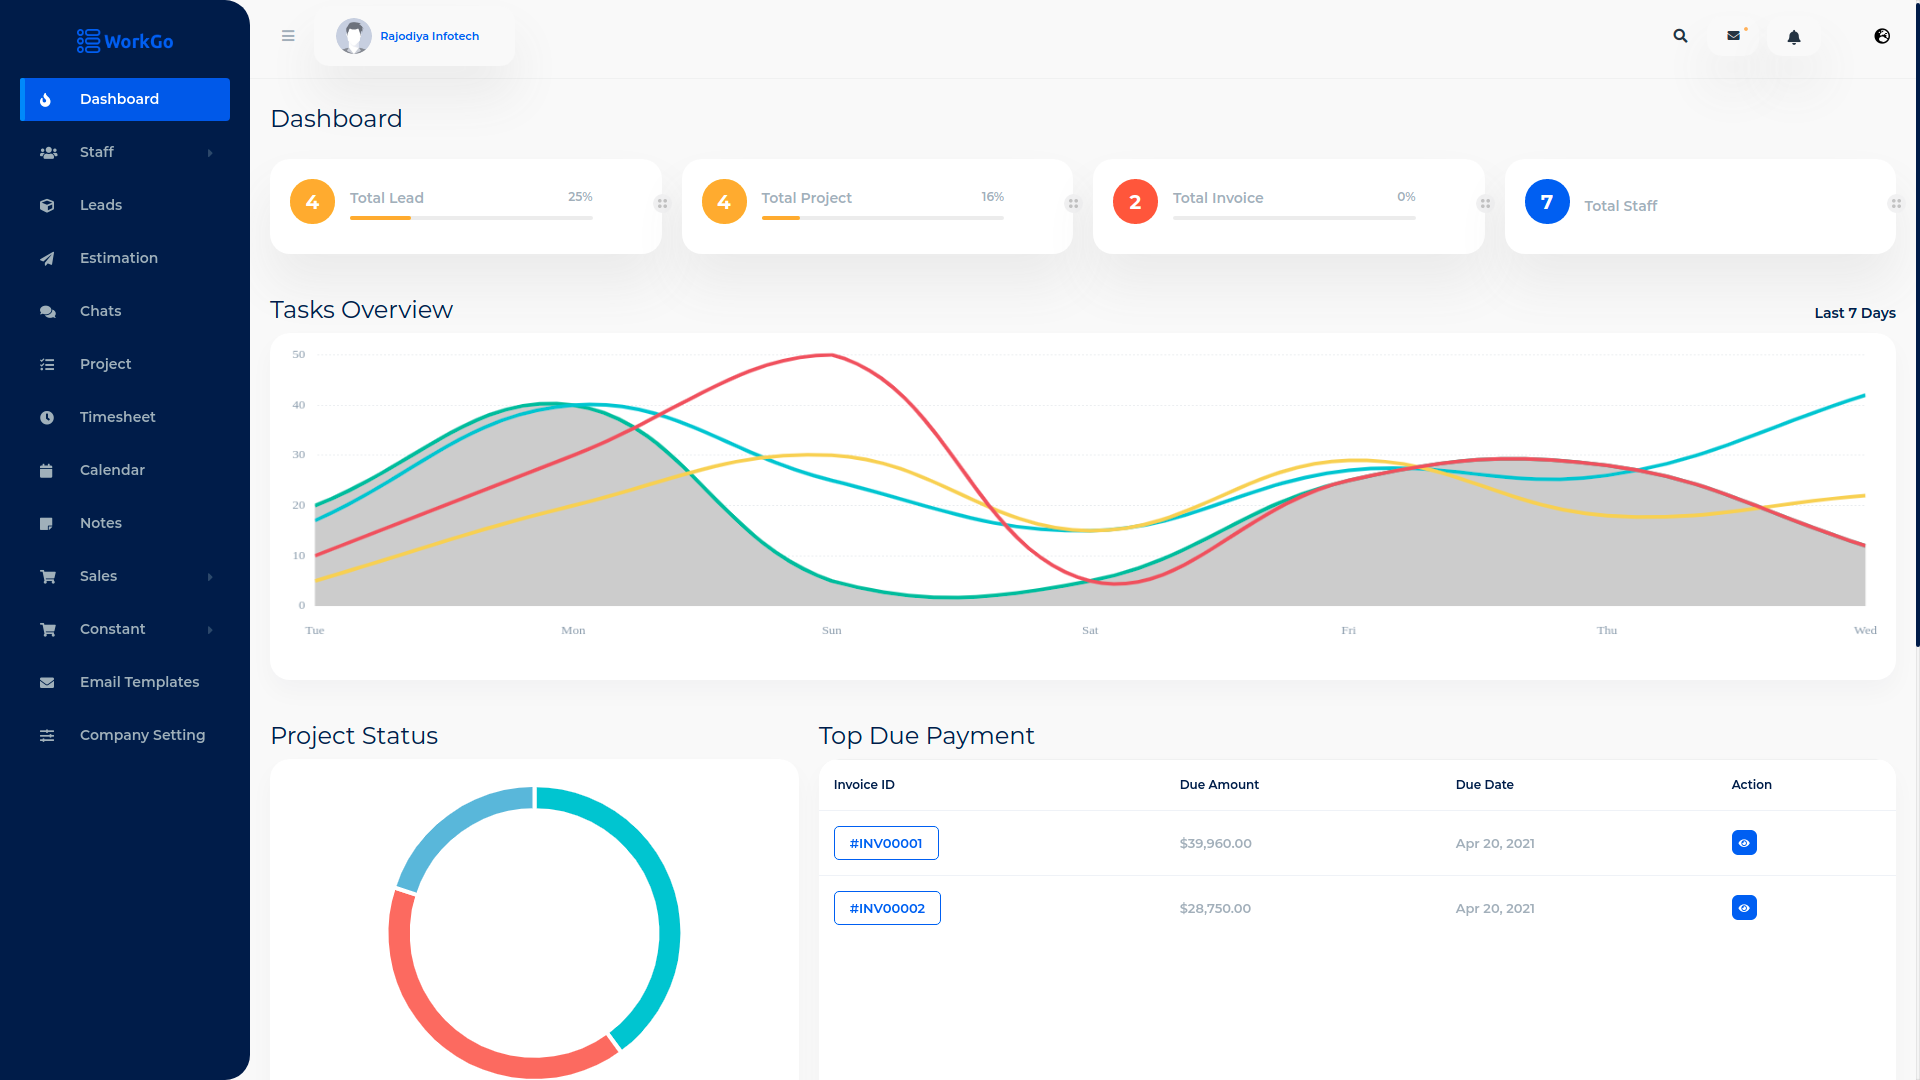 WorkGo
Rajodiya Infotech
Dashboard
Staff
Leads
Estimation
Chats
Project
Timesheet
Calendar
Notes
Sales
Constant
Email Templates
Company Setting
Dashboard
4 Total Lead 25%
4 Total Project 16%
2 Total Invoice 0%
7 Total Staff
Tasks Overview
Last 7 Days
50
40
30
20
10
0
Tue Mon Sun Sat Fri Thu Wed
Project Status
Top Due Payment
Invoice ID Due Amount Due Date Action
#INV00001 $39,960.00 Apr 20, 2021
#INV00002 $28,750.00 Apr 20, 2021